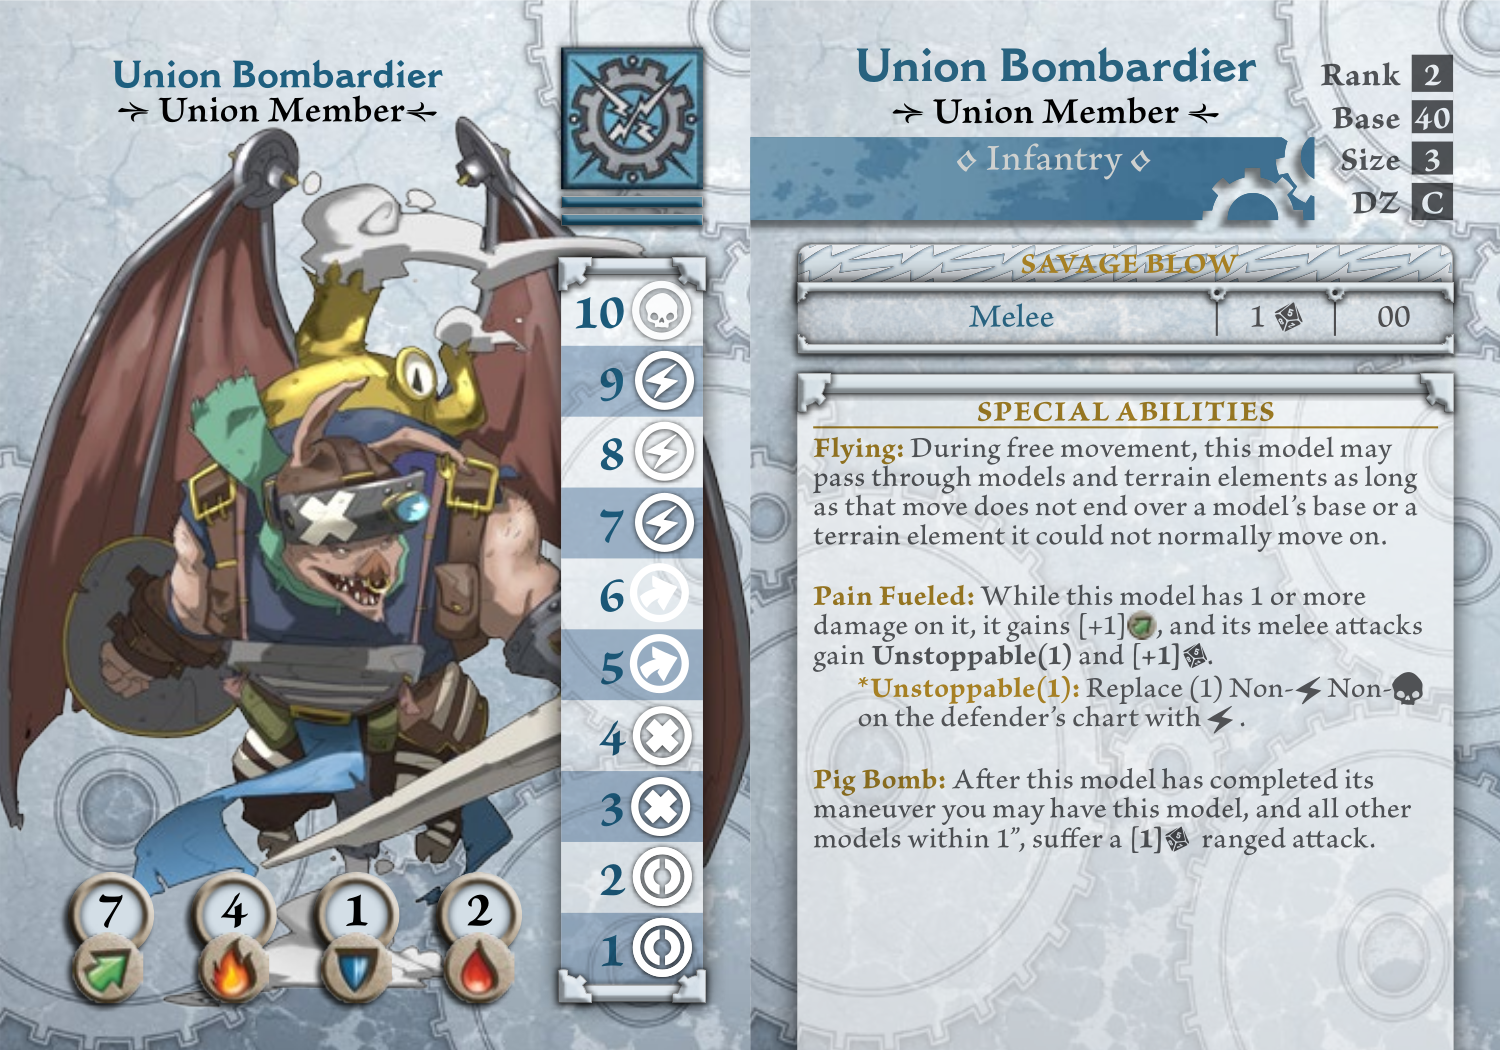 Union Bombardier
Union Member
10
9
8
7
6
5
4
3
2
1
7 4 1 2
Union Bombardier
Union Member
Infantry
Rank 2
Base 40
Size 3
DZ C
SAVAGE BLOW
Melee 1 00
SPECIAL ABILITIES
Flying: During free movement, this model may
pass through models and terrain elements as long
as that move does not end over a model's base or a
terrain element it could not normally move on.
Pain Fueled: While this model has 1 or more
damage on it, it gains [+1] , and its melee attacks
gain Unstoppable(1) and [+1] .
*Unstoppable(1): Replace (1) Non- Non-
on the defender's chart with .
Pig Bomb: After this model has completed its
maneuver you may have this model, and all other
models within 1”, suffer a [1] ranged attack.